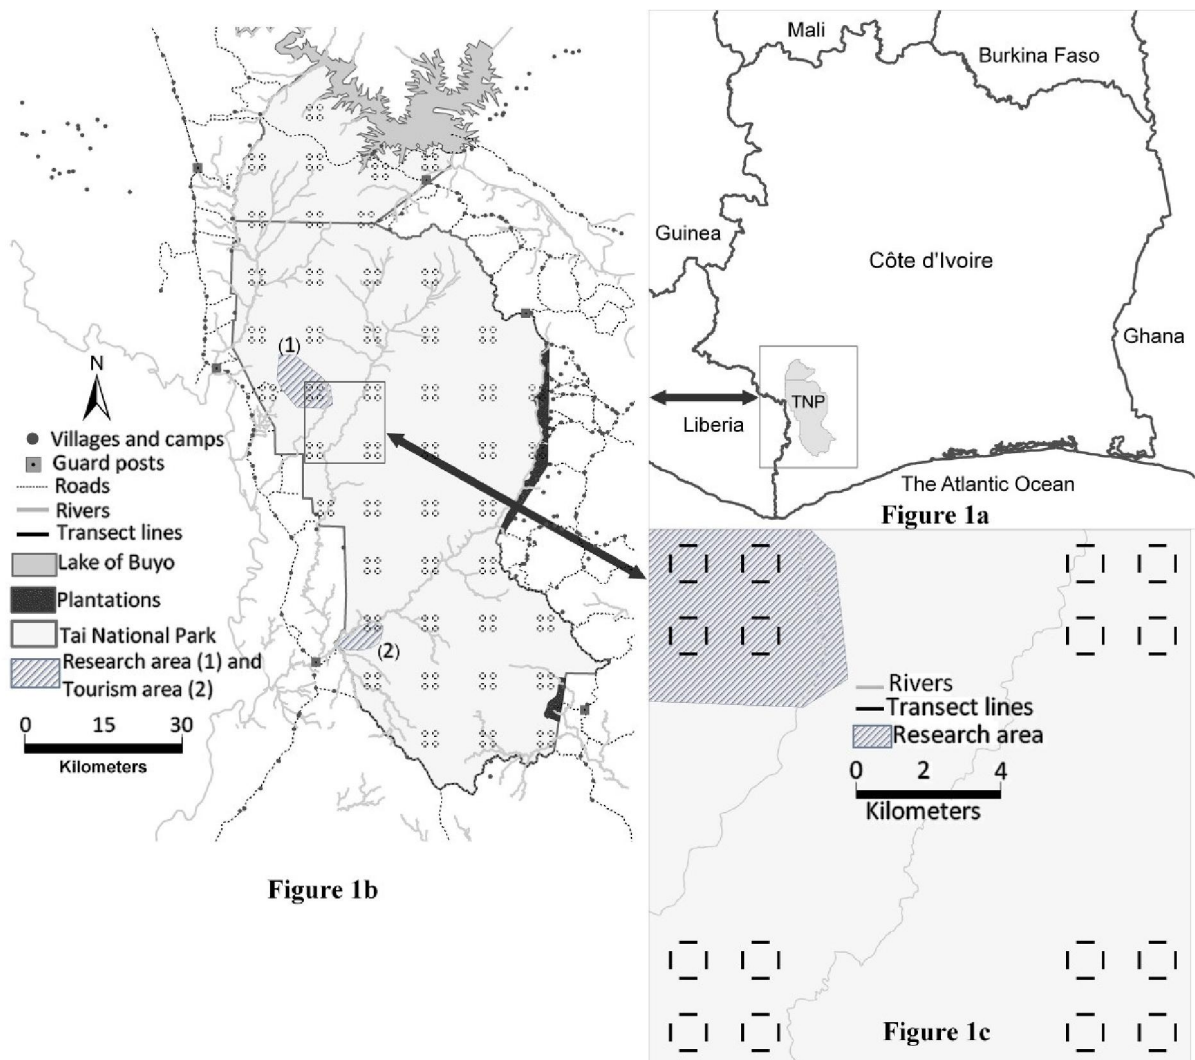 (1)
N
Villages and camps
Guard posts
Roads
Rivers
Transect lines
Lake of Buyo
Plantations
Tai National Park
Research area (1) and
Tourism area (2)
0 15 30
Kilometers
(2)
Figure 1b
Mali
Burkina Faso
Guinea
Côte d'Ivoire
Ghana
TNP
Liberia
The Atlantic Ocean
Figure 1a
Rivers
Transect lines
Research area
0 2 4
Kilometers
Figure 1c